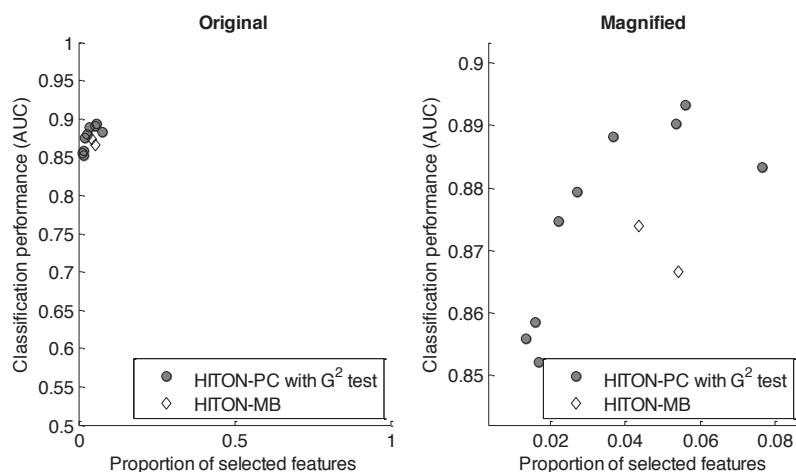 Original
Classification performance (AUC)
1
0.95
0.9
0.85
0.8
0.75
0.7
0.65
0.6
0.55
0.5
0
0.5
1
Proportion of selected features
HITON-PC with G² test
HITON-MB
Magnified
Classification performance (AUC)
0.9
0.89
0.88
0.87
0.86
0.85
0.02
0.04
0.06
0.08
Proportion of selected features
HITON-PC with G² test
HITON-MB